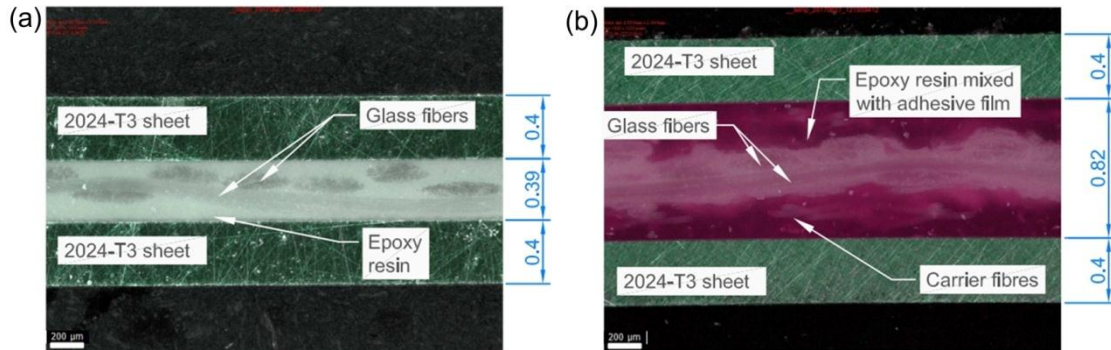 (a)
2024-T3 sheet
Glass fibers
2024-T3 sheet
Epoxy
resin
0.4
0.39
0.4
200 µm
(b)
2024-T3 sheet
Epoxy resin mixed
with adhesive film
Glass fibers
2024-T3 sheet
Carrier fibres
0.4
0.82
0.4
200 µm